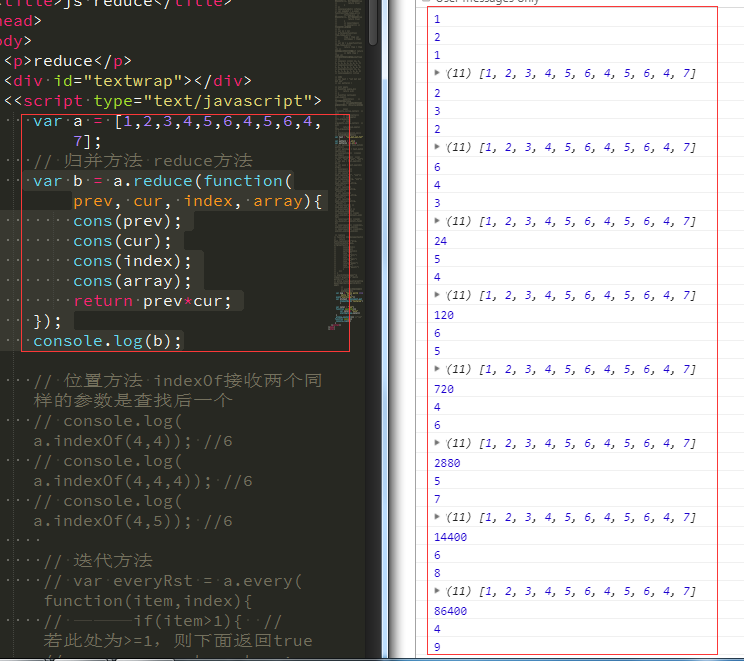 <title>js reduce</title>
head>
ody>
<p>reduce</p>
<div id="textwrap"></div>
<<script type="text/javascript">
var a = [1,2,3,4,5,6,4,5,6,4,
7];
// 归并方法 reduce方法
var b = a.reduce(function(
prev, cur, index, array){
cons(prev);
cons(cur);
cons(index);
cons(array);
return prev*cur;
});
console.log(b);
// 位置方法 indexOf接收两个同
样的参数是查找后一个
// console.log(
a.indexOf(4,4)); //6
// console.log(
a.indexOf(4,4,4)); //6
// console.log(
a.indexOf(4,5)); //6
// 迭代方法
// var everyRst = a.every(
function(item,index){
// ———if(item>1){ //
若此处为>=1，则下面返回true
User messages only
1
2
1
(11) [1, 2, 3, 4, 5, 6, 4, 5, 6, 4, 7]
2
3
2
(11) [1, 2, 3, 4, 5, 6, 4, 5, 6, 4, 7]
6
4
3
(11) [1, 2, 3, 4, 5, 6, 4, 5, 6, 4, 7]
24
5
4
(11) [1, 2, 3, 4, 5, 6, 4, 5, 6, 4, 7]
120
6
5
(11) [1, 2, 3, 4, 5, 6, 4, 5, 6, 4, 7]
720
4
6
(11) [1, 2, 3, 4, 5, 6, 4, 5, 6, 4, 7]
2880
5
7
(11) [1, 2, 3, 4, 5, 6, 4, 5, 6, 4, 7]
14400
6
8
(11) [1, 2, 3, 4, 5, 6, 4, 5, 6, 4, 7]
86400
4
9